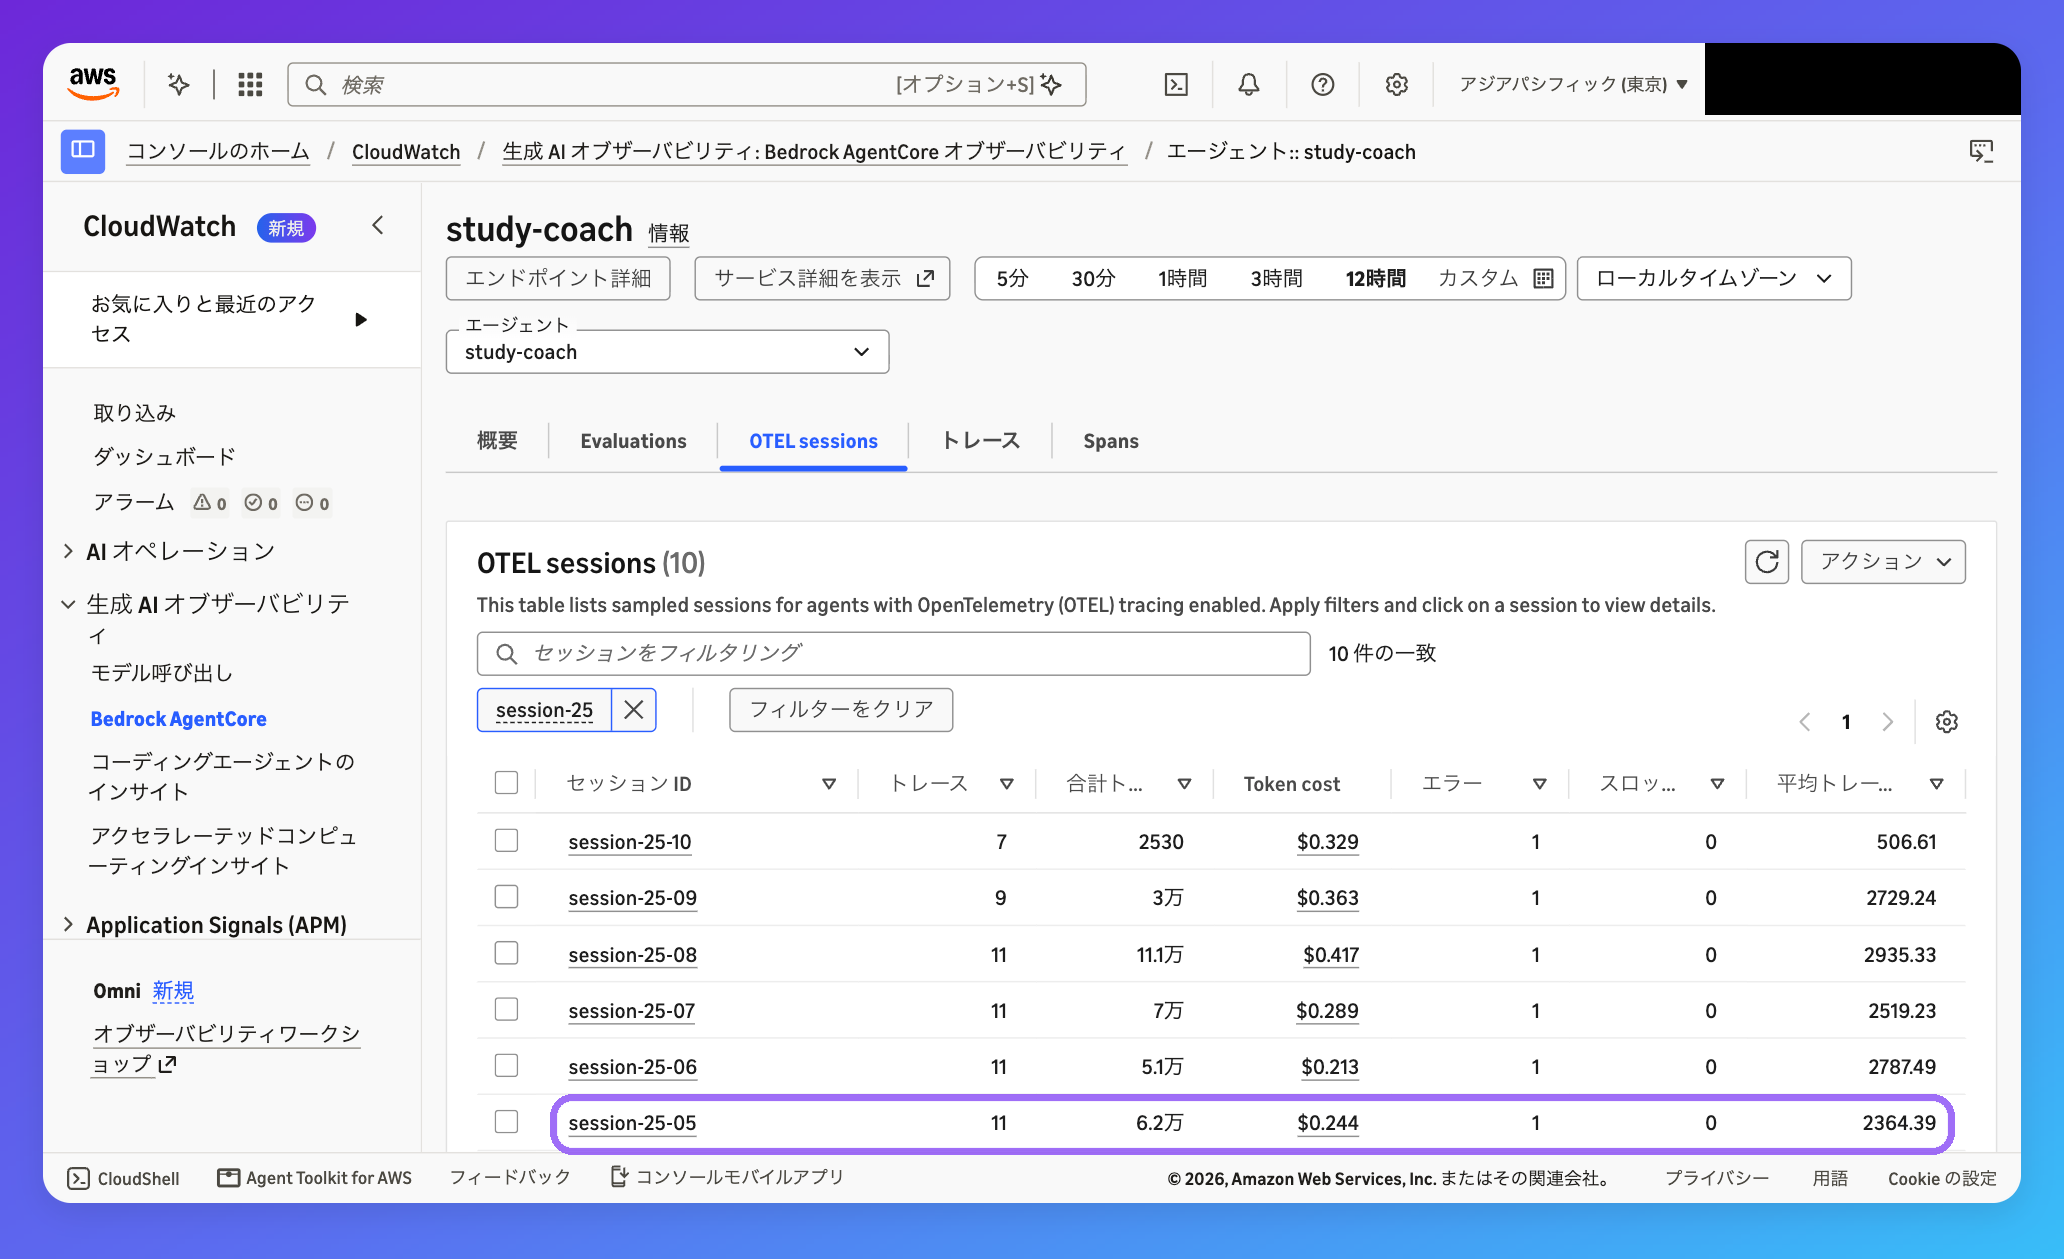 aws
検索 [オプション+S]
アジアパシフィック (東京) ▼
コンソールのホーム / CloudWatch / 生成 AI オブザーバビリティ: Bedrock AgentCore オブザーバビリティ / エージェント:: study-coach
CloudWatch 新規
お気に入りと最近のアク
セス
取り込み
ダッシュボード
アラーム 0 0 0
AI オペレーション
生成 AI オブザーバビリテ
ィ
モデル呼び出し
Bedrock AgentCore
コーディングエージェントの
インサイト
アクセラレーテッドコンピュ
ーティングインサイト
Application Signals (APM)
Omni 新規
オブザーバビリティワークシ
ョップ
study-coach 情報
エンドポイント詳細 サービス詳細を表示 5分 30分 1時間 3時間 12時間 カスタム ローカルタイムゾーン
エージェント
study-coach
概要 Evaluations OTEL sessions トレース Spans
OTEL sessions (10)
アクション
This table lists sampled sessions for agents with OpenTelemetry (OTEL) tracing enabled. Apply filters and click on a session to view details.
セッションをフィルタリング 10 件の一致
session-25 フィルターをクリア
1
セッション ID トレース 合計ト... Token cost エラー スロッ... 平均トレー...
session-25-10 7 2530 $0.329 1 0 506.61
session-25-09 9 3万 $0.363 1 0 2729.24
session-25-08 11 11.1万 $0.417 1 0 2935.33
session-25-07 11 7万 $0.289 1 0 2519.23
session-25-06 11 5.1万 $0.213 1 0 2787.49
session-25-05 11 6.2万 $0.244 1 0 2364.39
CloudShell Agent Toolkit for AWS フィードバック コンソールモバイルアプリ © 2026, Amazon Web Services, Inc. またはその関連会社。 プライバシー 用語 Cookie の設定